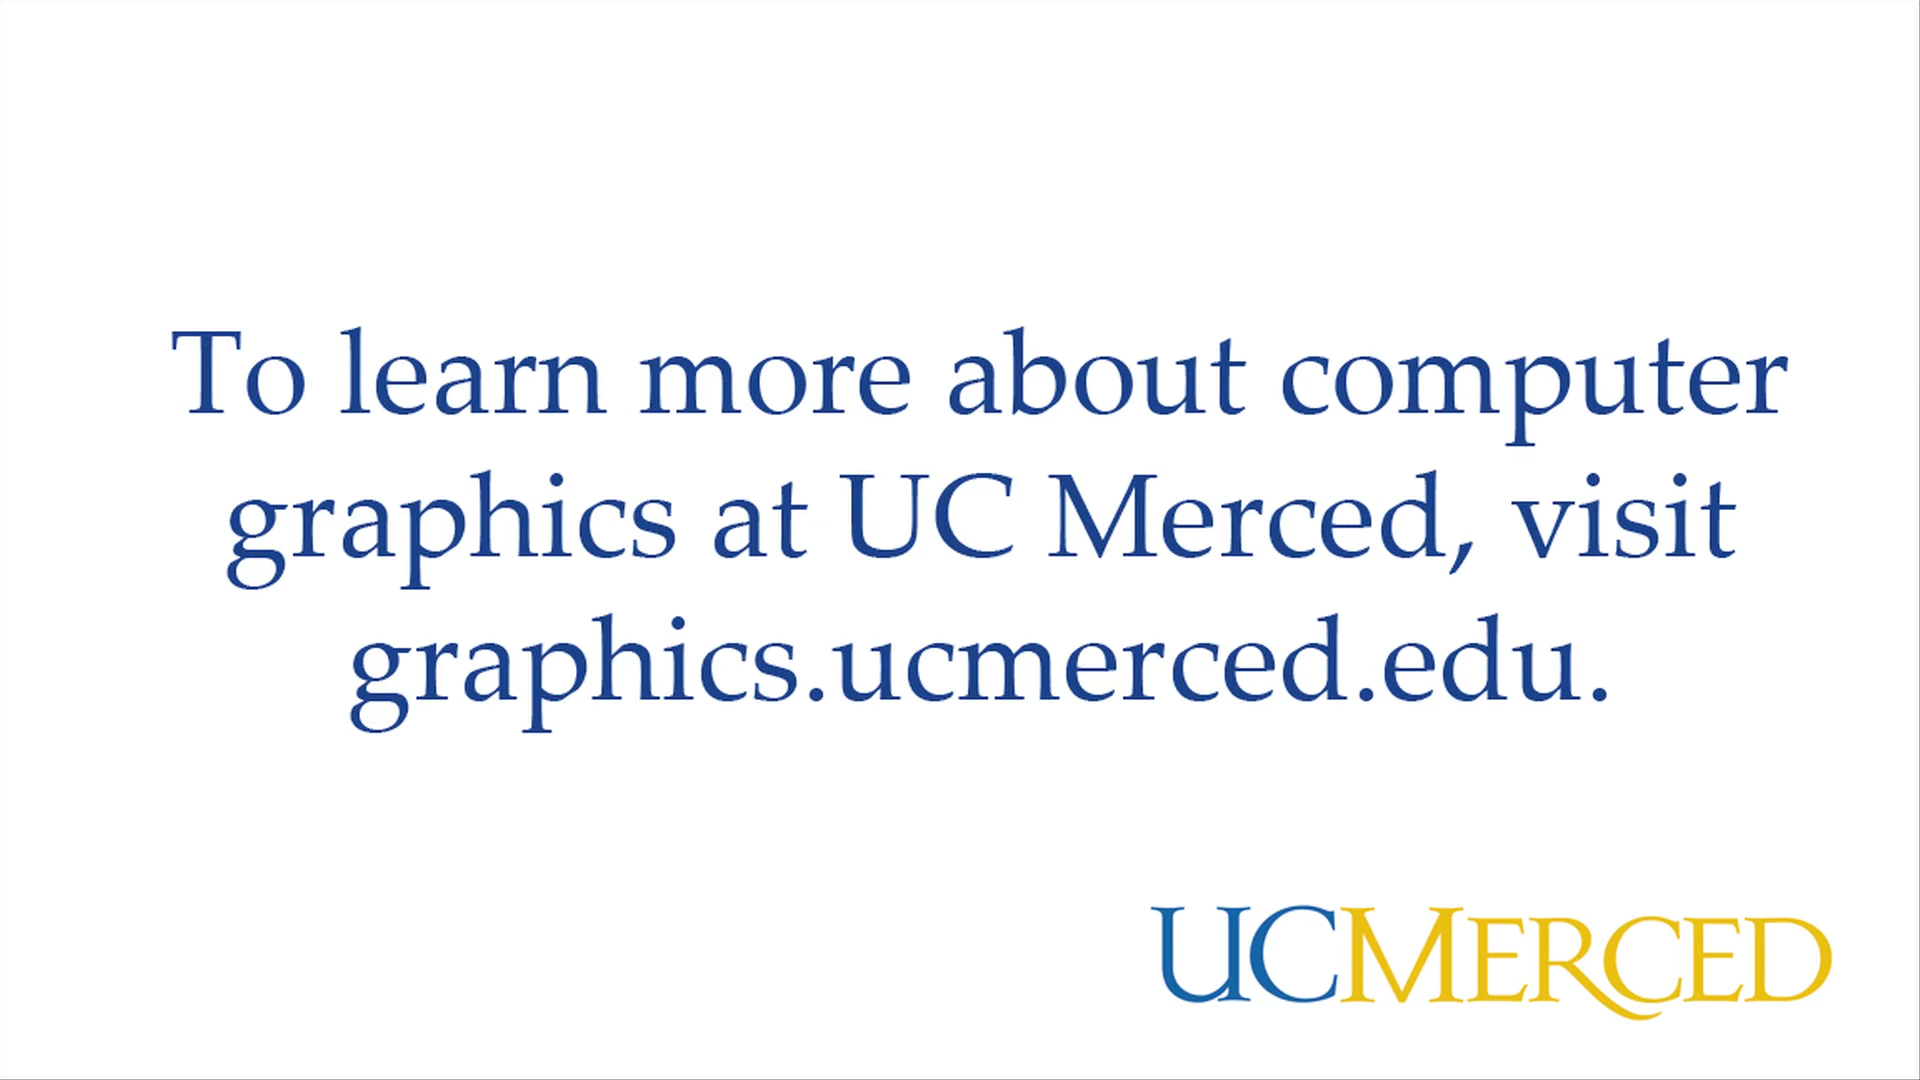 To learn more about computer
graphics at UC Merced, visit
graphics.ucmerced.edu.
UCMERCED